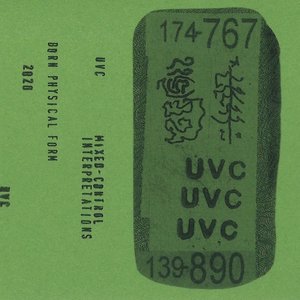 UVC
MIXED-CONTROL
INTERPRETATIONS
BORN PHYSICAL FORM
2020
UVC
174-767
UVC
UVC
UVC
139-890